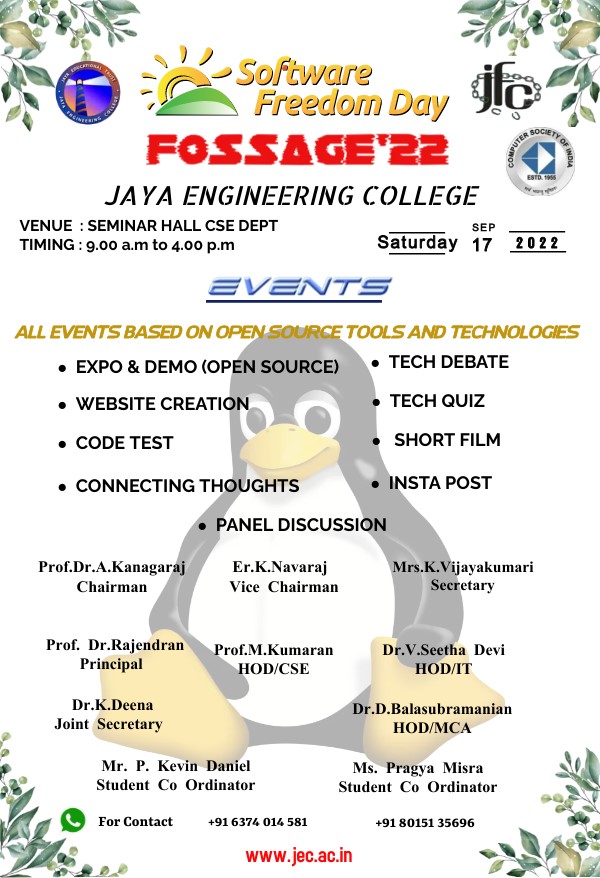 Software
Freedom Day
JAYA EDUCATIONAL TRUST
JAYA ENGINEERING COLLEGE
jfc
COMPUTER SOCIETY OF INDIA
ESTD. 1965
FOSSAGE'22
JAYA ENGINEERING COLLEGE
VENUE : SEMINAR HALL CSE DEPT
TIMING : 9.00 a.m to 4.00 p.m
Saturday SEP 17 2022
EVENTS
ALL EVENTS BASED ON OPEN SOURCE TOOLS AND TECHNOLOGIES
• EXPO & DEMO (OPEN SOURCE)
• TECH DEBATE
• WEBSITE CREATION
• TECH QUIZ
• CODE TEST
• SHORT FILM
• CONNECTING THOUGHTS
• INSTA POST
• PANEL DISCUSSION
Prof.Dr.A.Kanagaraj
Chairman
Er.K.Navaraj
Vice Chairman
Mrs.K.Vijayakumari
Secretary
Prof. Dr.Rajendran
Principal
Prof.M.Kumaran
HOD/CSE
Dr.V.Seetha Devi
HOD/IT
Dr.K.Deena
Joint Secretary
Dr.D.Balasubramanian
HOD/MCA
Mr. P. Kevin Daniel
Student Co Ordinator
Ms. Pragya Misra
Student Co Ordinator
For Contact +91 6374 014 581 +91 80151 35696
www.jec.ac.in